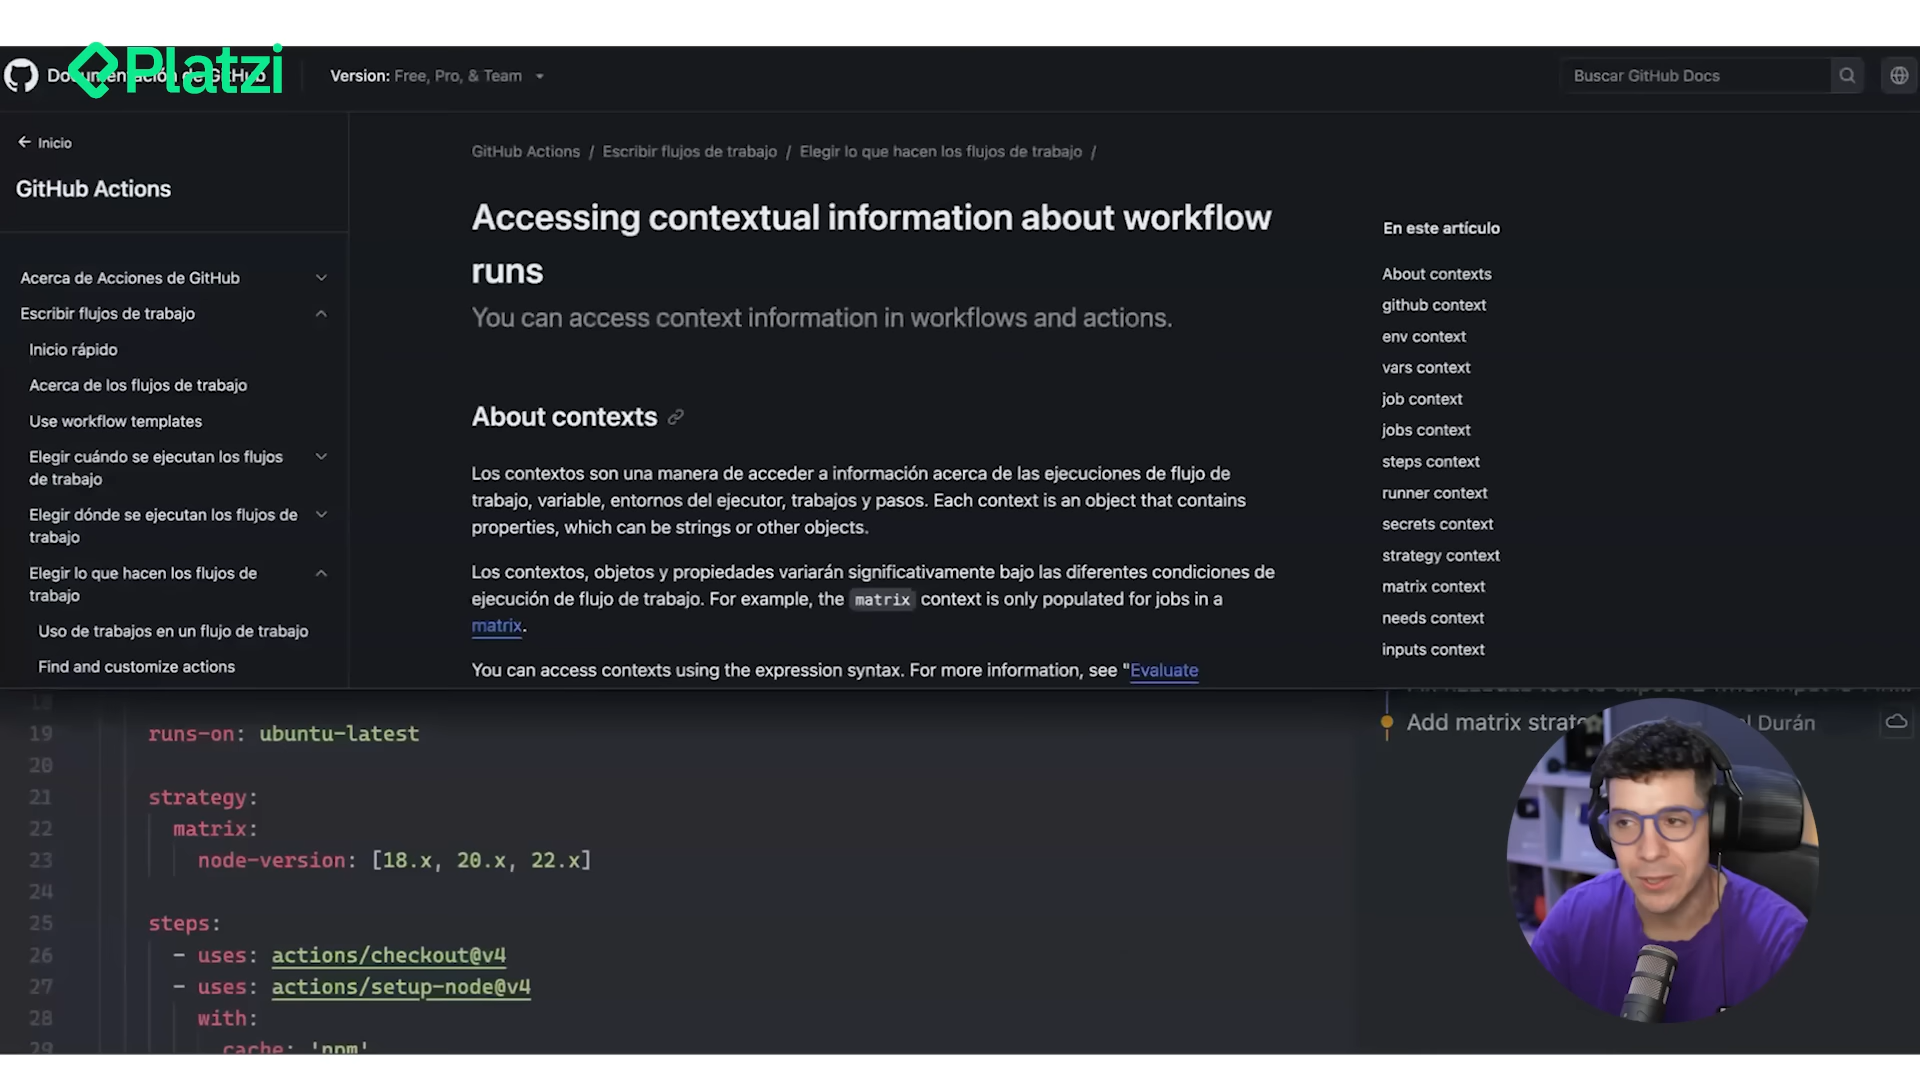 Platzi
Documentación de GitHub
Version: Free, Pro, & Team
Buscar GitHub Docs
Inicio
GitHub Actions
Acerca de Acciones de GitHub
Escribir flujos de trabajo
Inicio rápido
Acerca de los flujos de trabajo
Use workflow templates
Elegir cuándo se ejecutan los flujos
de trabajo
Elegir dónde se ejecutan los flujos de
trabajo
Elegir lo que hacen los flujos de
trabajo
Uso de trabajos en un flujo de trabajo
Find and customize actions
GitHub Actions / Escribir flujos de trabajo / Elegir lo que hacen los flujos de trabajo /
Accessing contextual information about workflow
runs
You can access context information in workflows and actions.
About contexts
Los contextos son una manera de acceder a información acerca de las ejecuciones de flujo de
trabajo, variable, entornos del ejecutor, trabajos y pasos. Each context is an object that contains
properties, which can be strings or other objects.
Los contextos, objetos y propiedades variarán significativamente bajo las diferentes condiciones de
ejecución de flujo de trabajo. For example, the matrix context is only populated for jobs in a
matrix.
You can access contexts using the expression syntax. For more information, see "Evaluate
En este artículo
About contexts
github context
env context
vars context
job context
jobs context
steps context
runner context
secrets context
strategy context
matrix context
needs context
inputs context
18
19 runs-on: ubuntu-latest
20
21 strategy:
22 matrix:
23 node-version: [18.x, 20.x, 22.x]
24
25 steps:
26 - uses: actions/checkout@v4
27 - uses: actions/setup-node@v4
28 with:
29 cache: 'npm'
Add matrix Durán